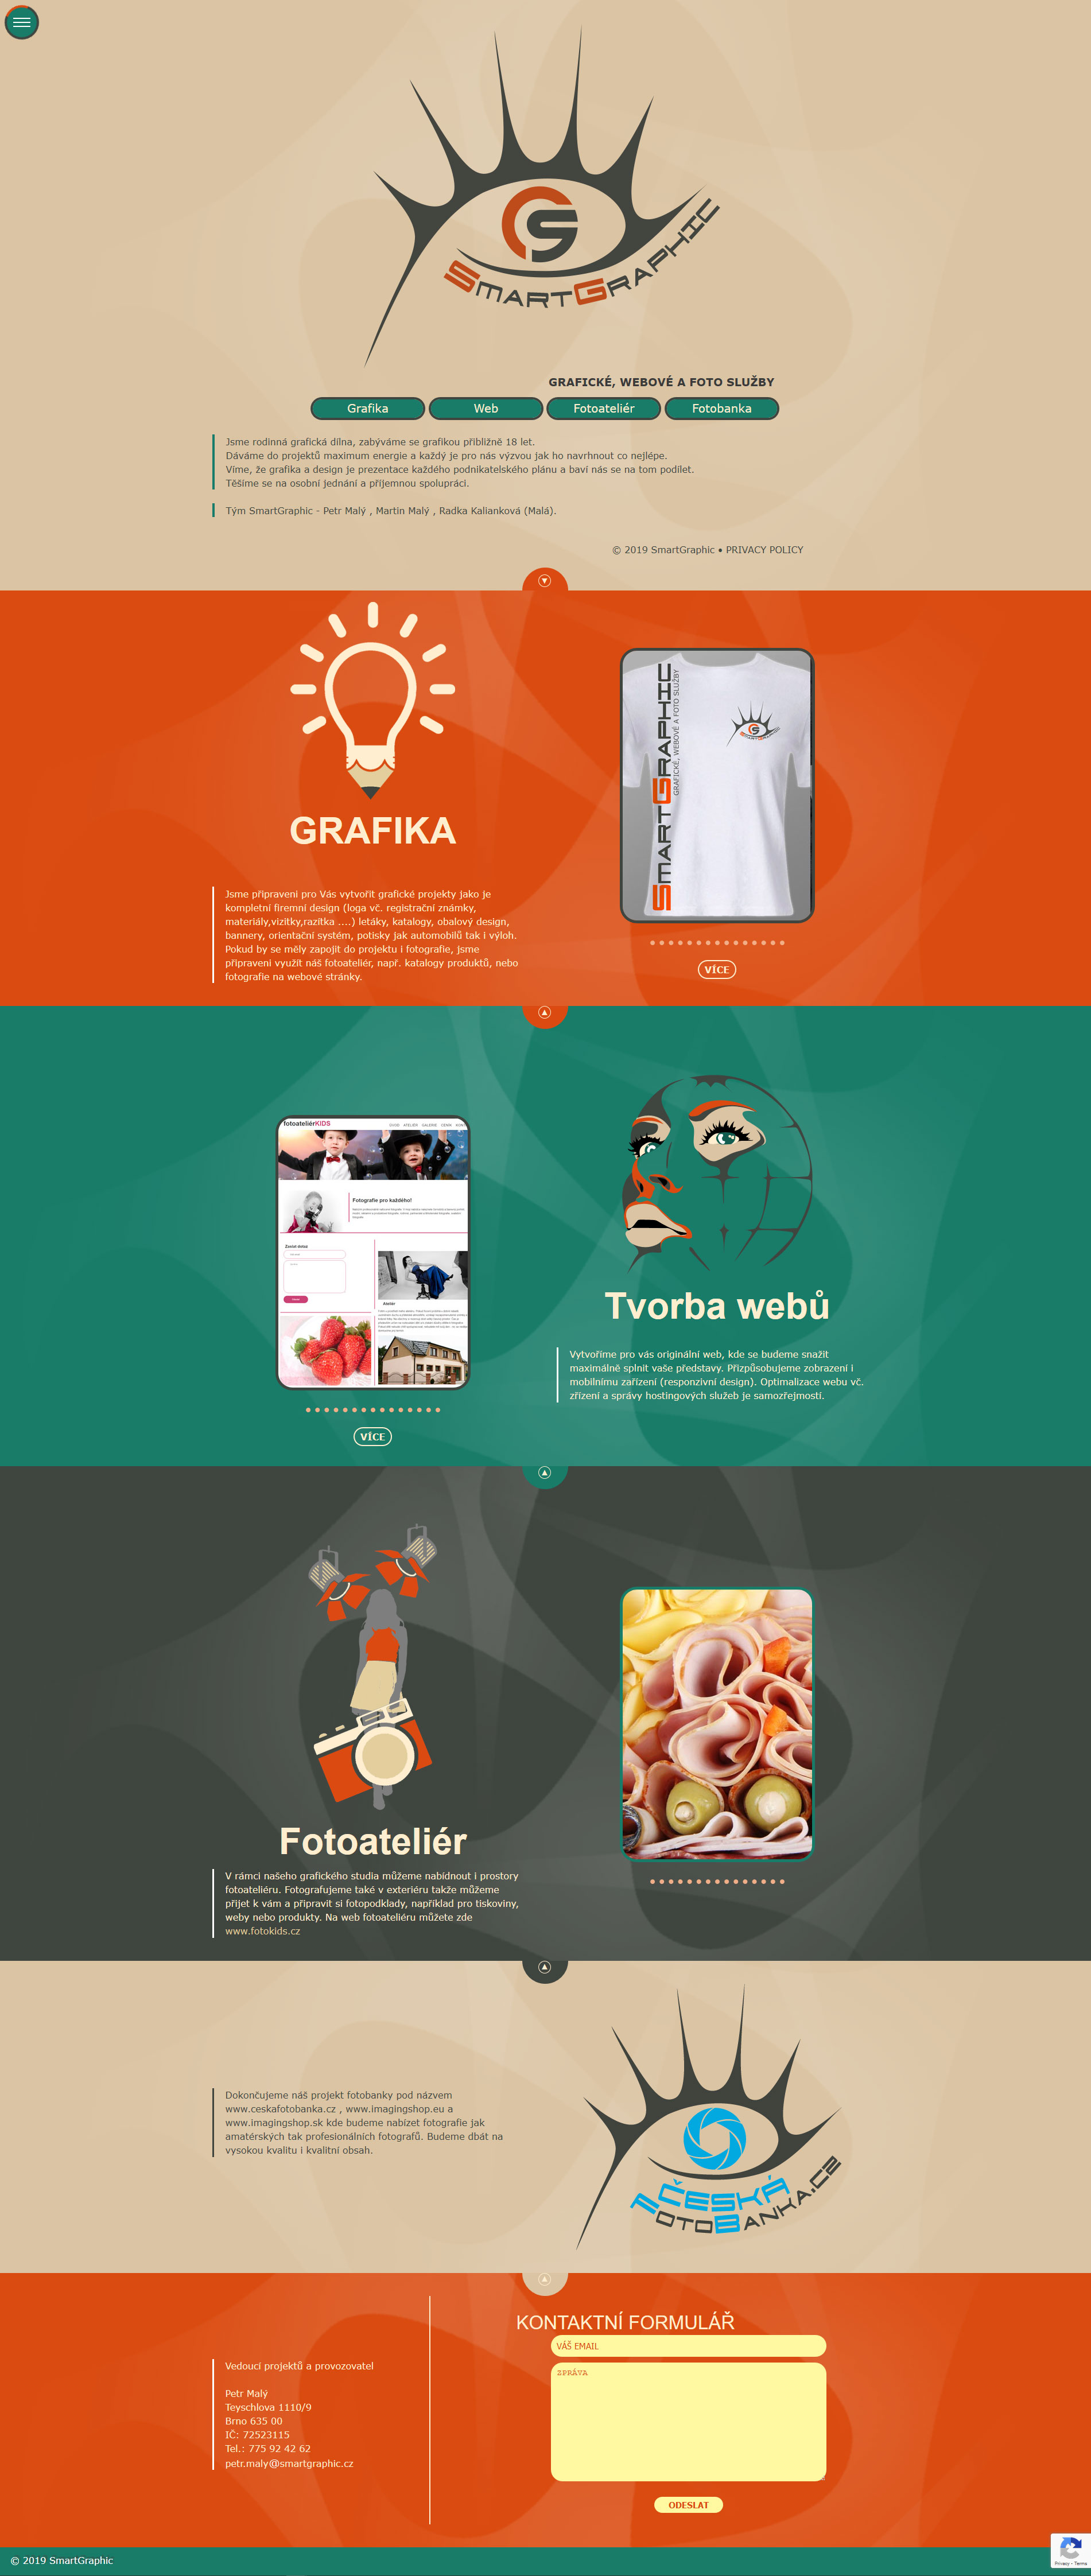 SmartGraphic
GRAFICKÉ, WEBOVÉ A FOTO SLUŽBY
Grafika
Web
Fotoateliér
Fotobanka
Jsme rodinná grafická dílna, zabýváme se grafikou přibližně 18 let.
Dáváme do projektů maximum energie a každý je pro nás výzvou jak ho navrhnout co nejlépe.
Víme, že grafika a design je prezentace každého podnikatelského plánu a baví nás se na tom podílet.
Těšíme se na osobní jednání a příjemnou spolupráci.
Tým SmartGraphic - Petr Malý , Martin Malý , Radka Kalianková (Malá).
© 2019 SmartGraphic • PRIVACY POLICY
GRAFIKA
Jsme připraveni pro Vás vytvořit grafické projekty jako je
kompletní firemní design (loga vč. registrační známky,
materiály,vizitky,razítka ....) letáky, katalogy, obalový design,
bannery, orientační systém, potisky jak automobilů tak i výloh.
Pokud by se měly zapojit do projektu i fotografie, jsme
připraveni využít náš fotoateliér, např. katalogy produktů, nebo
fotografie na webové stránky.
SmartGraphic
GRAFICKÉ, WEBOVÉ A FOTO SLUŽBY
SmartGraphic
VÍCE
fotoateliérKIDS
Fotografie pro každého!
Ateliér
VÍCE
Tvorba webů
Vytvoříme pro vás originální web, kde se budeme snažit
maximálně splnit vaše představy. Přizpůsobujeme zobrazení i
mobilnímu zařízení (responzivní design). Optimalizace webu vč.
zřízení a správy hostingových služeb je samozřejmostí.
Fotoateliér
V rámci našeho grafického studia můžeme nabídnout i prostory
fotoateliéru. Fotografujeme také v exteriéru takže můžeme
přijet k vám a připravit si fotopodklady, například pro tiskoviny,
weby nebo produkty. Na web fotoateliéru můžete zde
www.fotokids.cz
Dokončujeme náš projekt fotobanky pod názvem
www.ceskafotobanka.cz , www.imagingshop.eu a
www.imagingshop.sk kde budeme nabízet fotografie jak
amatérských tak profesionálních fotografů. Budeme dbát na
vysokou kvalitu i kvalitní obsah.
ČESKÁ
FotoBanka.cz
Vedoucí projektů a provozovatel
Petr Malý
Teyschlova 1110/9
Brno 635 00
IČ: 72523115
Tel.: 775 92 42 62
petr.maly@smartgraphic.cz
KONTAKTNÍ FORMULÁŘ
VÁŠ EMAIL
ZPRÁVA
ODESLAT
© 2019 SmartGraphic
Privacy - Terms